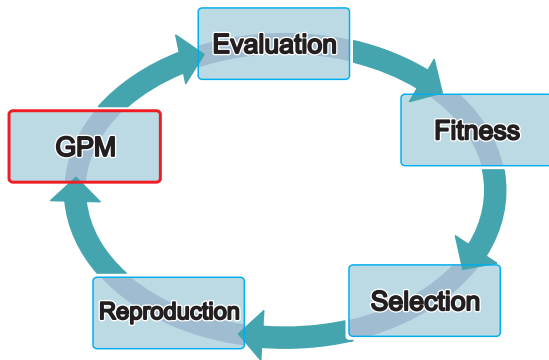 Evaluation
Fitness
GPM
Selection
Reproduction